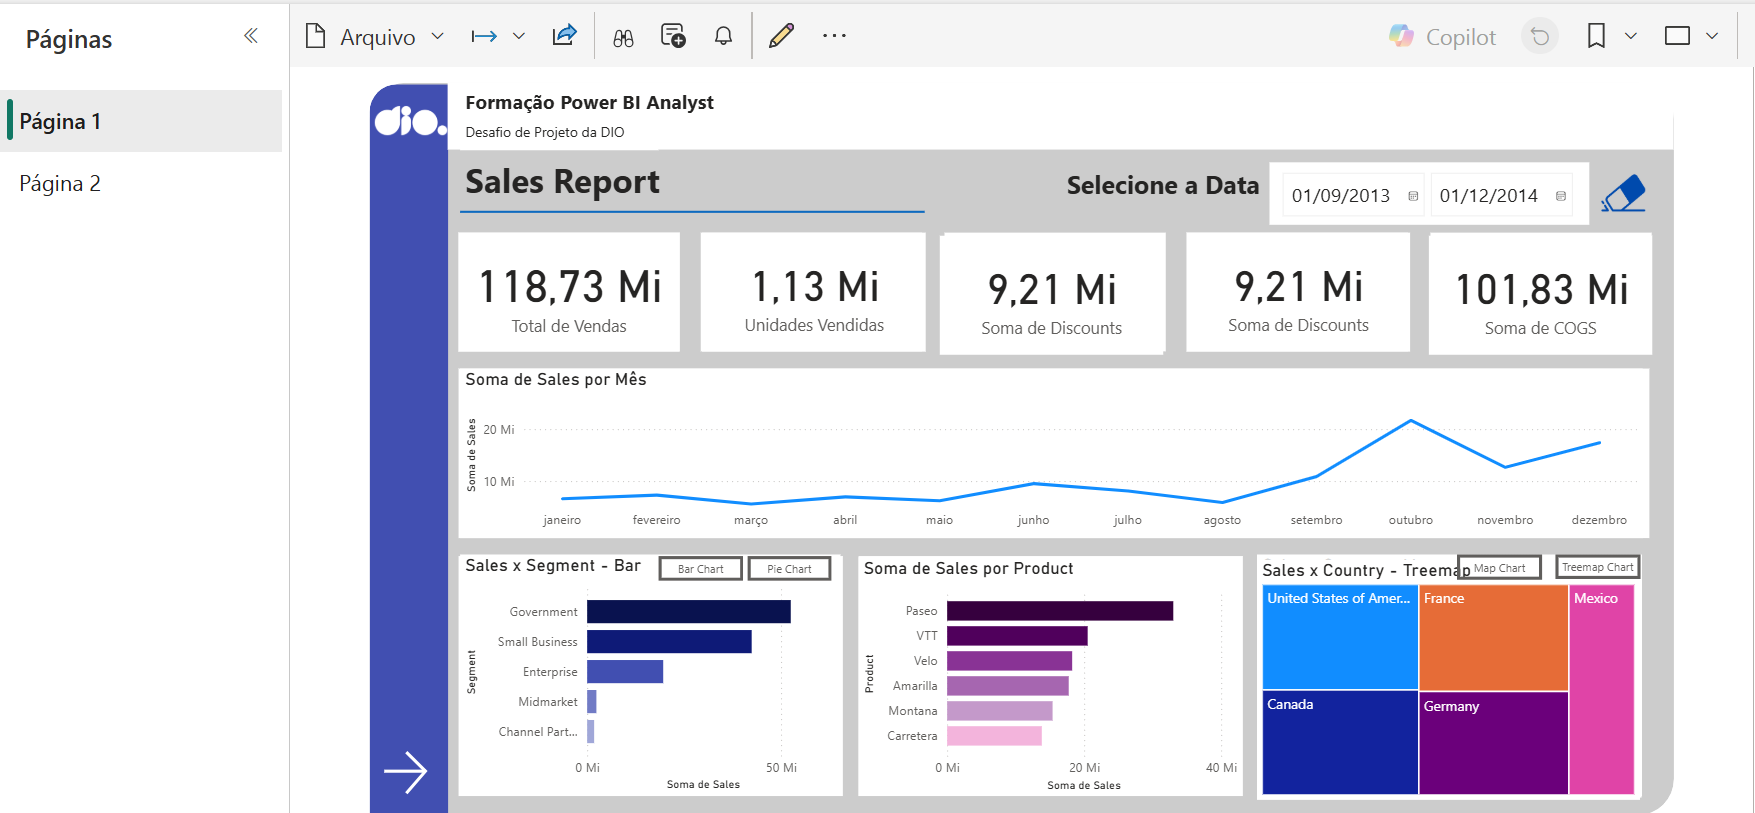 Páginas
Página 1
Página 2
Arquivo
Copilot
dio.
Formação Power BI Analyst
Desafio de Projeto da DIO
Sales Report
Selecione a Data
01/09/2013
01/12/2014
118,73 Mi
Total de Vendas
1,13 Mi
Unidades Vendidas
9,21 Mi
Soma de Discounts
9,21 Mi
Soma de Discounts
101,83 Mi
Soma de COGS
Soma de Sales por Mês
Soma de Sales
20 Mi
10 Mi
janeiro fevereiro março abril maio junho julho agosto setembro outubro novembro dezembro
Sales x Segment - Bar
Bar Chart
Pie Chart
Segment
Government
Small Business
Enterprise
Midmarket
Channel Part...
0 Mi 50 Mi
Soma de Sales
Soma de Sales por Product
Product
Paseo
VTT
Velo
Amarilla
Montana
Carretera
0 Mi 20 Mi 40 Mi
Soma de Sales
Sales x Country - Treemap
Map Chart
Treemap Chart
United States of Amer...
France
Mexico
Canada
Germany